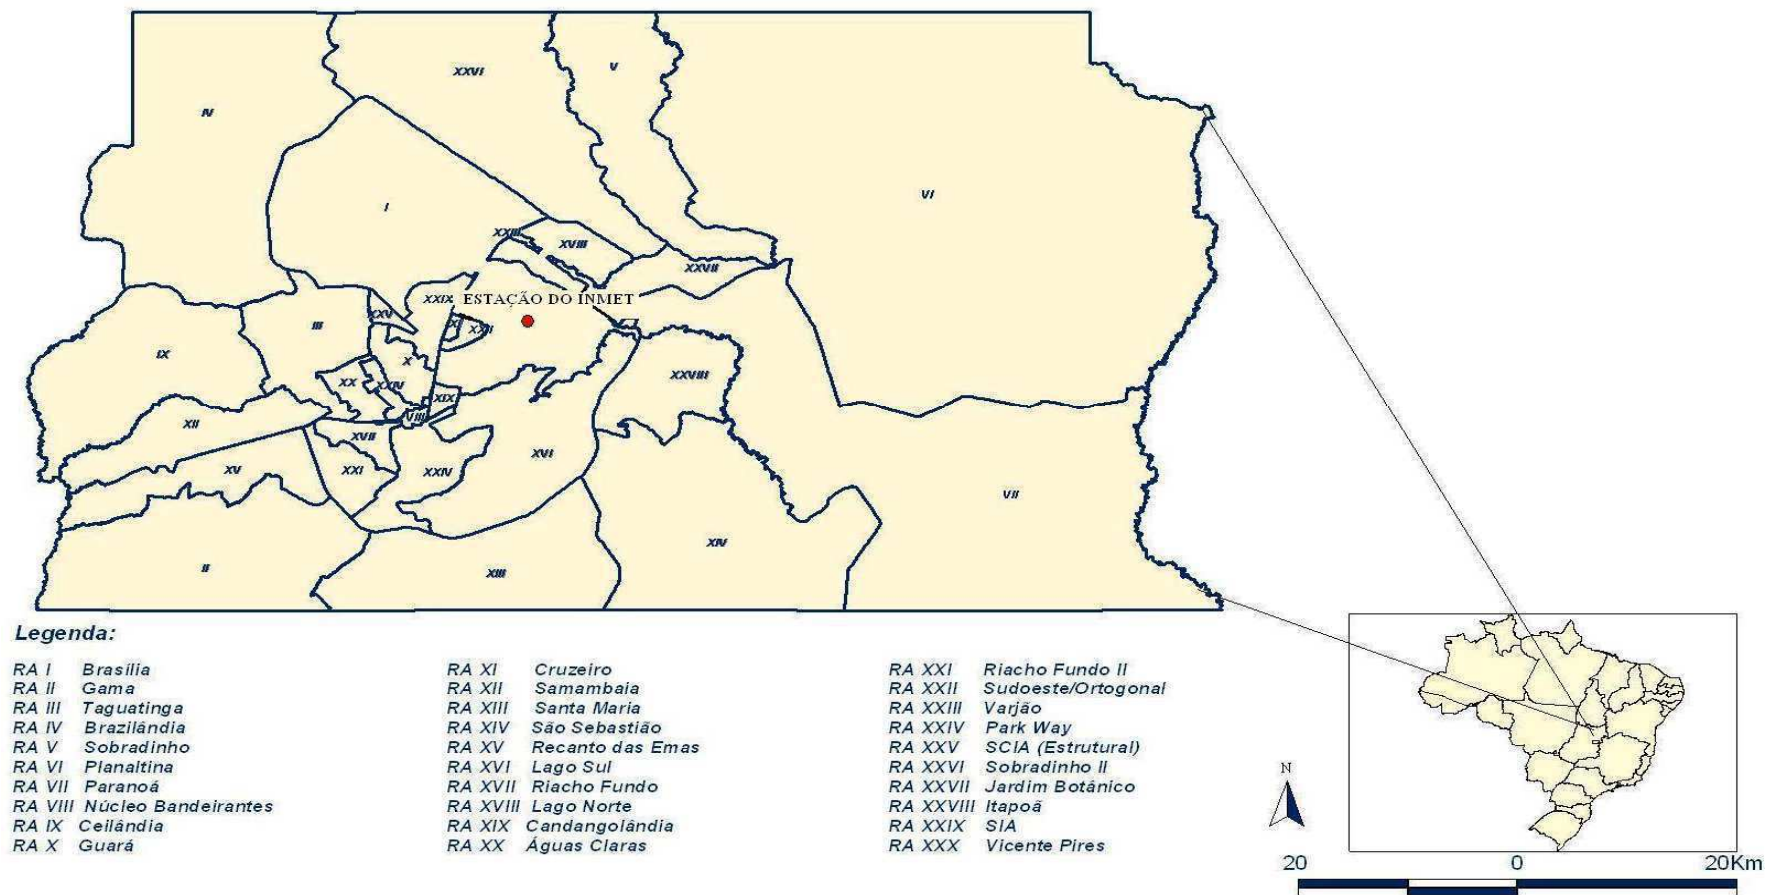 XXVI
V
IV
VI
I
XXIII
XVIII
XXVII
XXIX
ESTAÇÃO DO INMET
XXV
III
XI
XXII
IX
X
XX
XXIV
XXVIII
XIX
VIII
XII
XVII
XV
XXI
XXIV
XVI
VII
XIV
II
XIII
Legenda:
RA I Brasília
RA II Gama
RA III Taguatinga
RA IV Brazilândia
RA V Sobradinho
RA VI Planaltina
RA VII Paranoá
RA VIII Núcleo Bandeirantes
RA IX Ceilândia
RA X Guará
RA XI Cruzeiro
RA XII Samambaia
RA XIII Santa Maria
RA XIV São Sebastião
RA XV Recanto das Emas
RA XVI Lago Sul
RA XVII Riacho Fundo
RA XVIII Lago Norte
RA XIX Candangolândia
RA XX Águas Claras
RA XXI Riacho Fundo II
RA XXII Sudoeste/Ortogonal
RA XXIII Varjão
RA XXIV Park Way
RA XXV SCIA (Estrutural)
RA XXVI Sobradinho II
RA XXVII Jardim Botânico
RA XXVIII Itapoã
RA XXIX SIA
RA XXX Vicente Pires
N
20 0 20Km